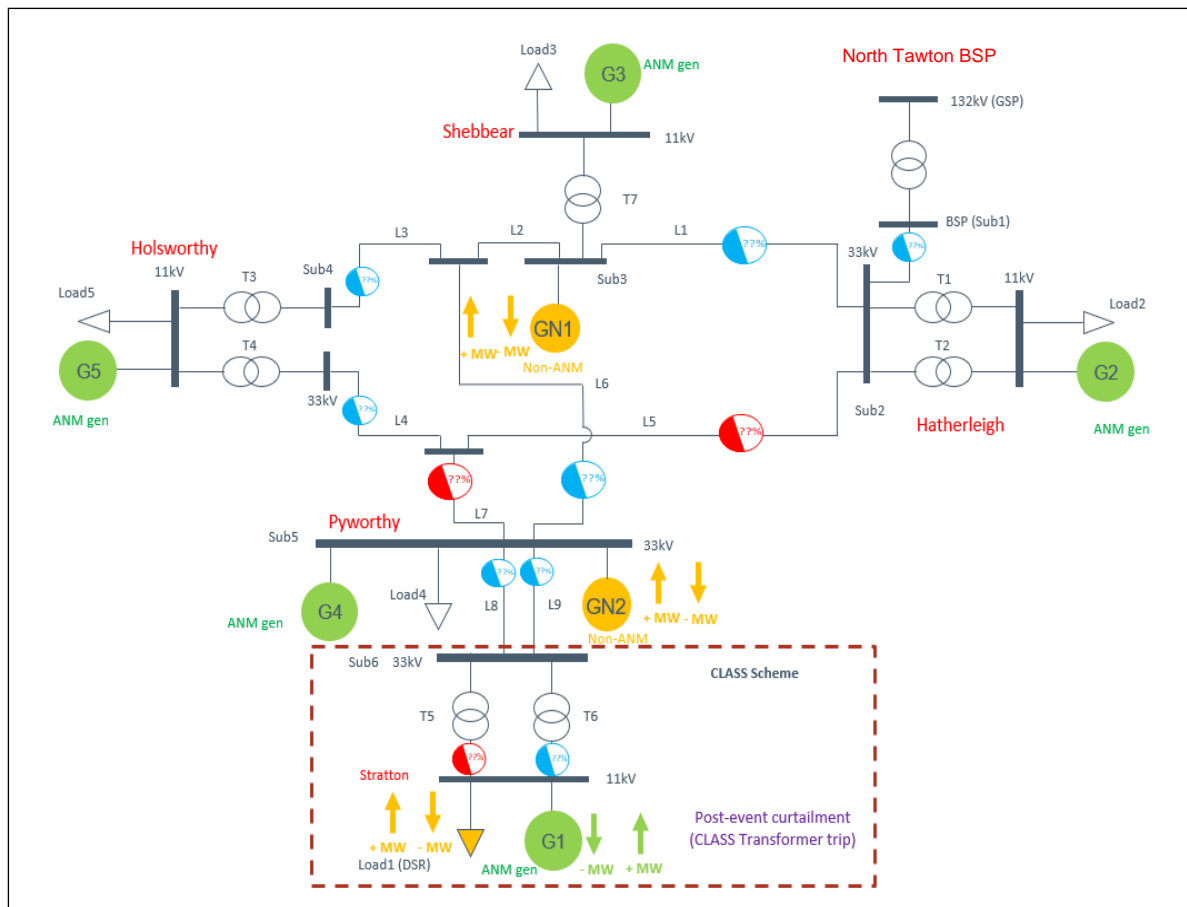 North Tawton BSP
Load3
G3
ANM gen
132kV (GSP)
Shebbear
11kV
T7
BSP (Sub1)
L3
L2
L1
??%
??%
33kV
Holsworthy
11kV
T3
Sub4
??%
Sub3
T1
11kV
Load5
Load2
GN1
+ MW
- MW
Non-ANM
G5
T4
T2
G2
33kV
L6
ANM gen
??%
L4
L5
??%
Sub2
Hatherleigh
ANM gen
??%
??%
L7
Pyworthy
Sub5
33kV
??%
??%
G4
Load4
L8
L9
GN2
+ MW
- MW
ANM gen
Non-ANM
Sub6
33kV
CLASS Scheme
T5
T6
??%
??%
Stratton
11kV
+ MW
- MW
Load1 (DSR)
G1
ANM gen
- MW
+ MW
Post-event curtailment
(CLASS Transformer trip)